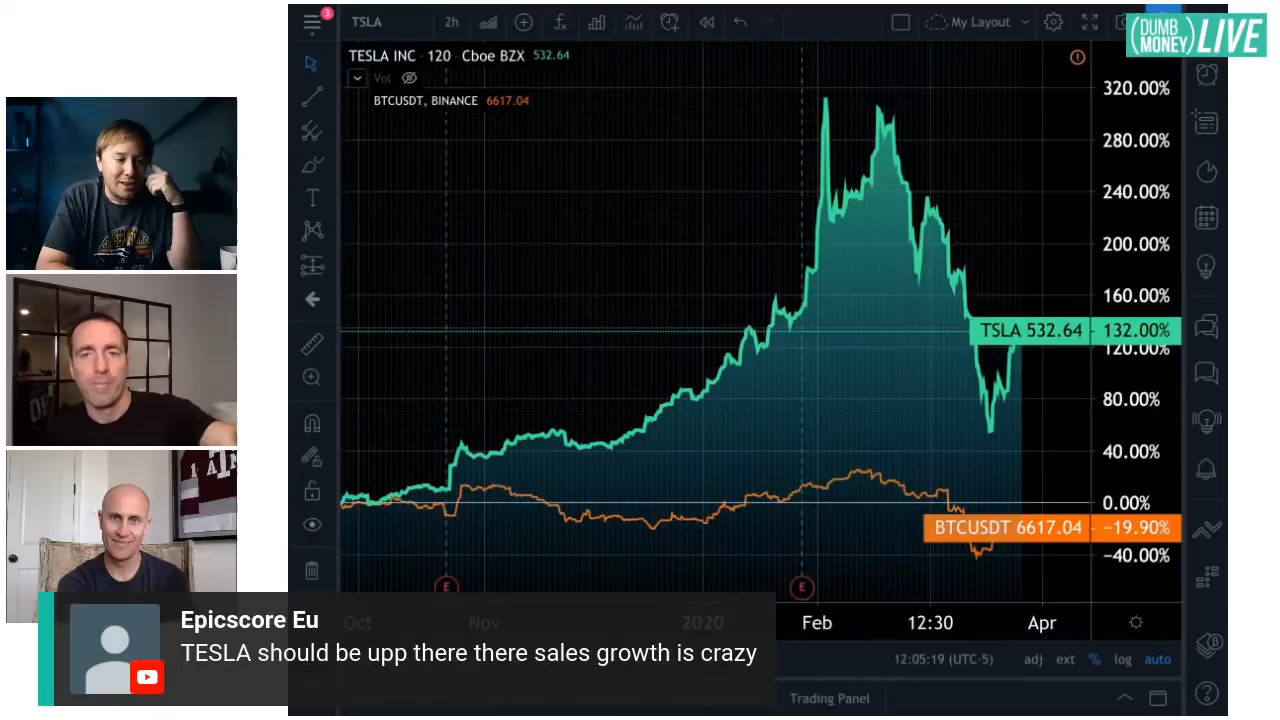 3
TSLA
2h
My Layout
(DUMB MONEY) LIVE
TESLA INC · 120 · Cboe BZX 532.64
Vol
BTCUSDT, BINANCE 6617.04
320.00%
280.00%
240.00%
200.00%
160.00%
TSLA 532.64 132.00%
120.00%
80.00%
40.00%
0.00%
BTCUSDT 6617.04 −19.90%
−40.00%
E
E
Oct
Nov
2020
Feb
12:30
Apr
12:05:19 (UTC-5)
adj
ext
%
log
auto
Trading Panel
Epicscore Eu
TESLA should be upp there there sales growth is crazy